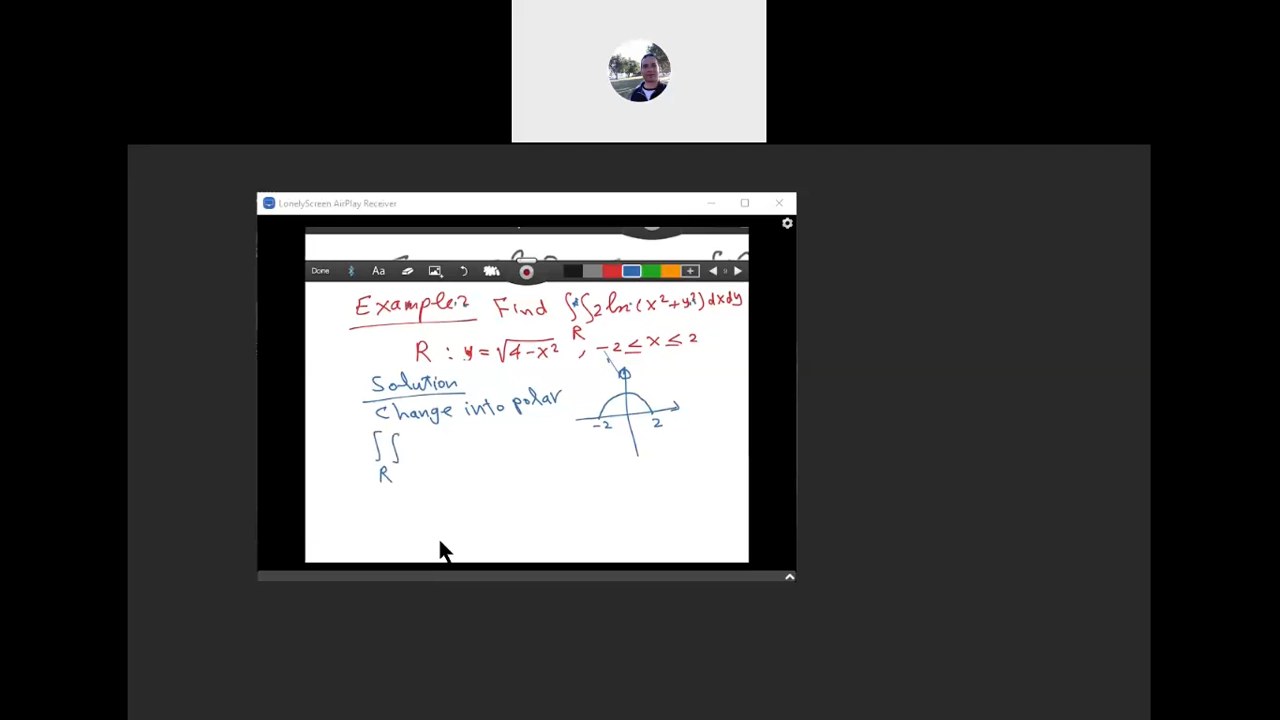 LonelyScreen AirPlay Receiver
Done Aa 9
Example:2 Find ∫∫2 ln(x²+y²)dxdy
R
R : y = √4-x² , -2 ≤ x ≤ 2
Solution
Change into polar
-2 2
∫∫
R